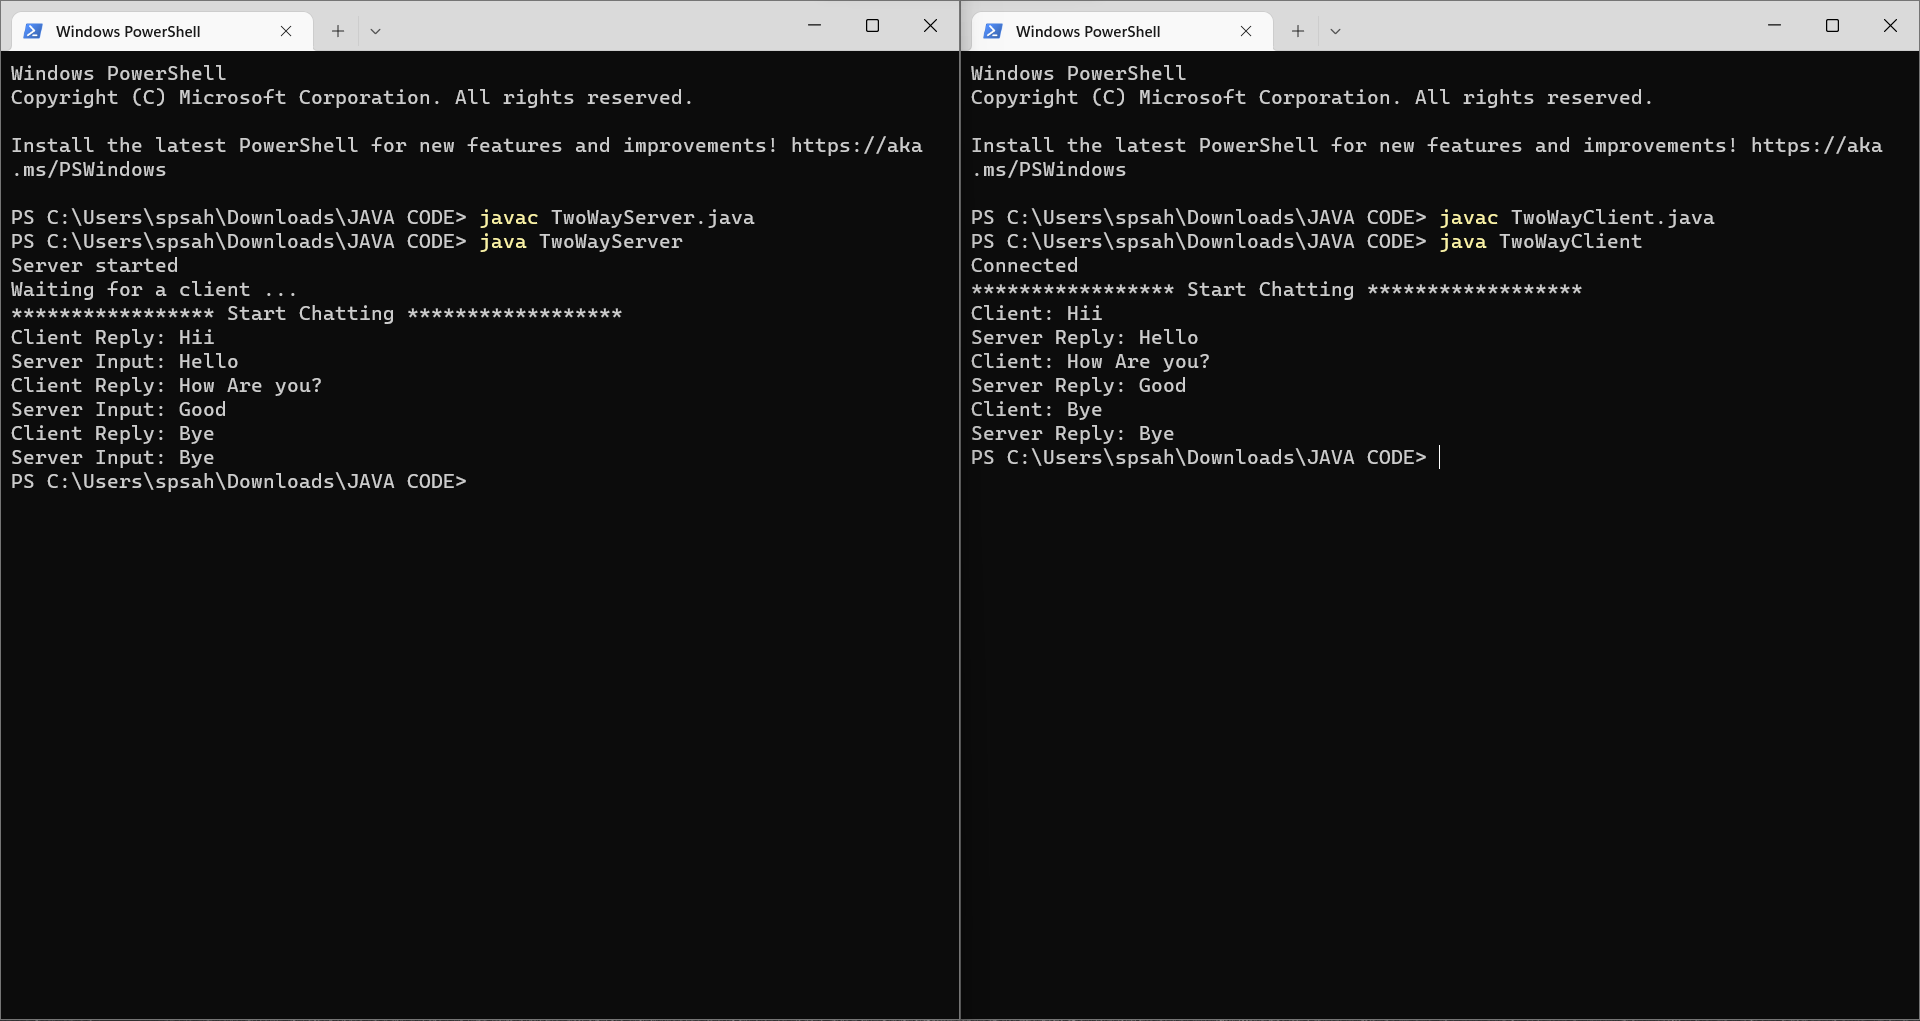 Windows PowerShell
Windows PowerShell
Copyright (C) Microsoft Corporation. All rights reserved.
Install the latest PowerShell for new features and improvements! https://aka
.ms/PSWindows
PS C:\Users\spsah\Downloads\JAVA CODE> javac TwoWayServer.java
PS C:\Users\spsah\Downloads\JAVA CODE> java TwoWayServer
Server started
Waiting for a client ...
***************** Start Chatting ******************
Client Reply: Hii
Server Input: Hello
Client Reply: How Are you?
Server Input: Good
Client Reply: Bye
Server Input: Bye
PS C:\Users\spsah\Downloads\JAVA CODE>
Windows PowerShell
Windows PowerShell
Copyright (C) Microsoft Corporation. All rights reserved.
Install the latest PowerShell for new features and improvements! https://aka
.ms/PSWindows
PS C:\Users\spsah\Downloads\JAVA CODE> javac TwoWayClient.java
PS C:\Users\spsah\Downloads\JAVA CODE> java TwoWayClient
Connected
***************** Start Chatting ******************
Client: Hii
Server Reply: Hello
Client: How Are you?
Server Reply: Good
Client: Bye
Server Reply: Bye
PS C:\Users\spsah\Downloads\JAVA CODE>